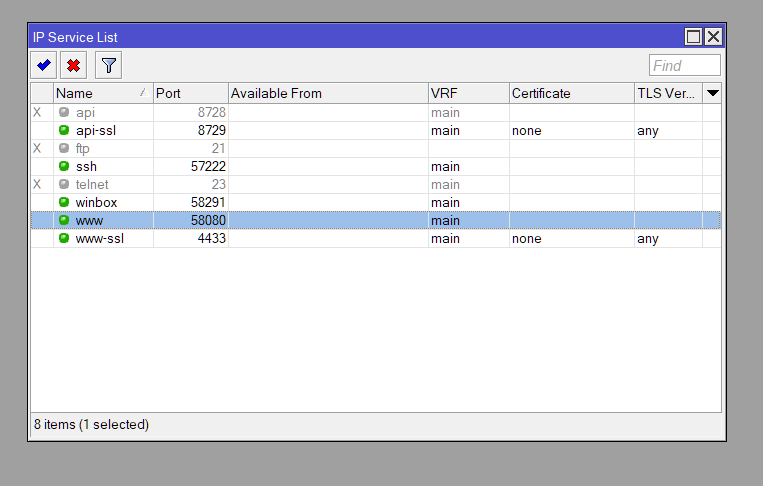 IP Service List
Find
Name Port Available From VRF Certificate TLS Ver...
X api 8728 main
api-ssl 8729 main none any
X ftp 21
ssh 57222 main
X telnet 23 main
winbox 58291 main
www 58080 main
www-ssl 4433 main none any
8 items (1 selected)